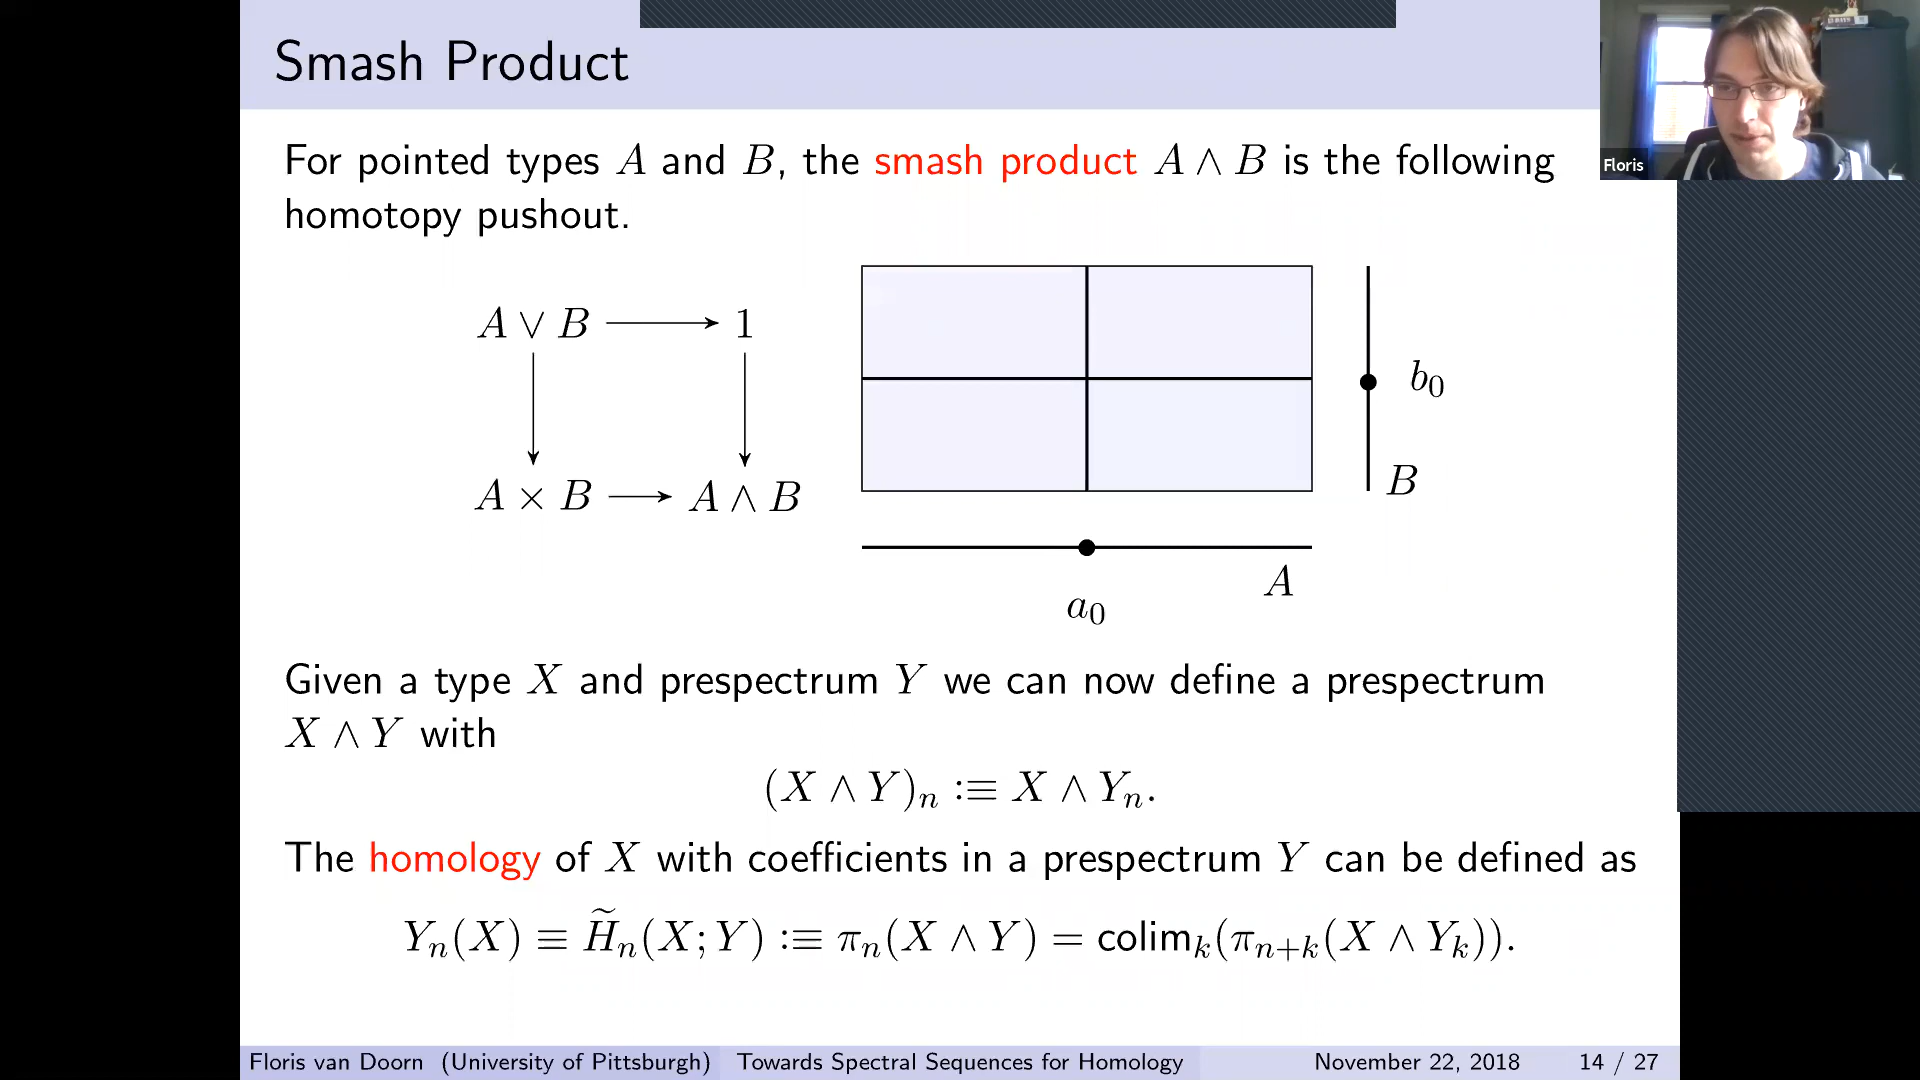 Smash Product
Floris
For pointed types A and B, the smash product A ∧ B is the following
homotopy pushout.
A ∨ B 1
A × B A ∧ B
b₀
B
A
a₀
Given a type X and prespectrum Y we can now define a prespectrum
X ∧ Y with
(X ∧ Y)ₙ :≡ X ∧ Yₙ.
The homology of X with coefficients in a prespectrum Y can be defined as
Yₙ(X) ≡ H̃ₙ(X; Y) :≡ πₙ(X ∧ Y) = colimₖ(πₙ₊ₖ(X ∧ Yₖ)).
Floris van Doorn (University of Pittsburgh) Towards Spectral Sequences for Homology November 22, 2018 14 / 27